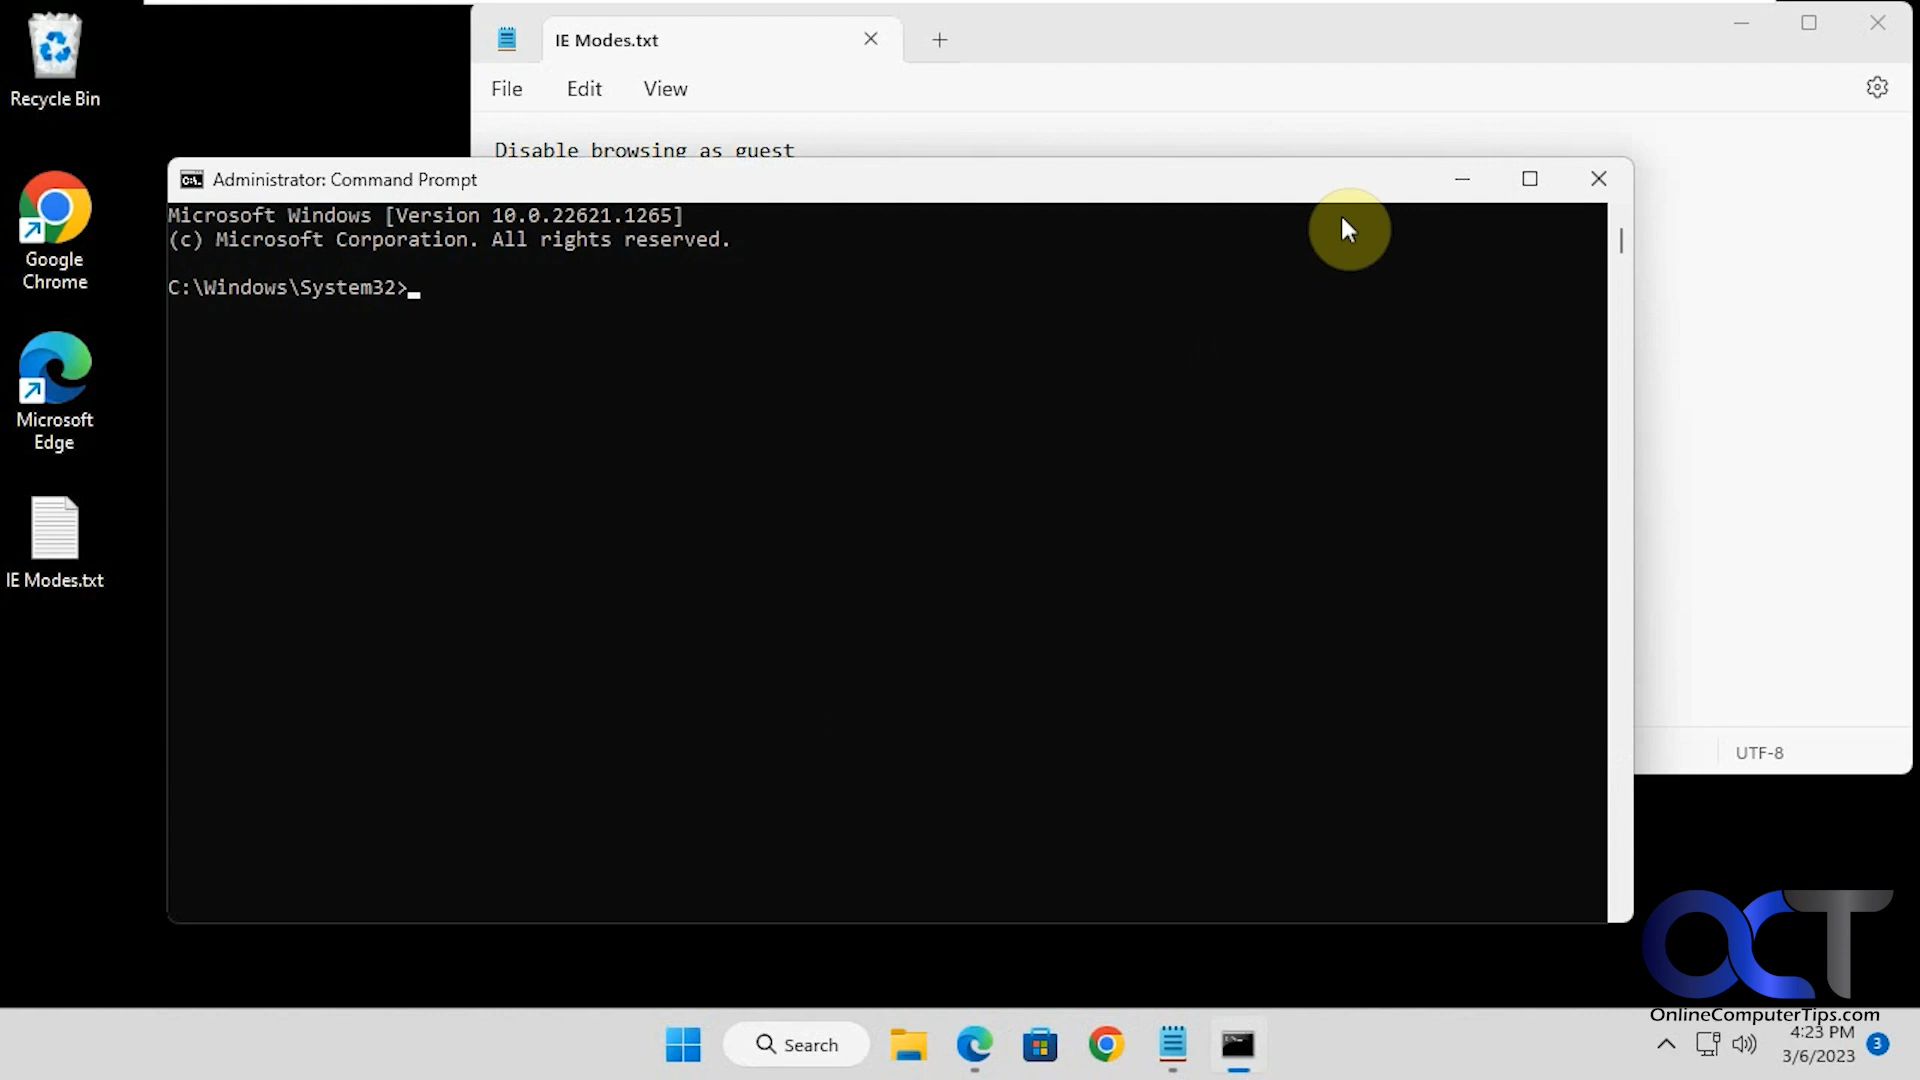 Recycle Bin
Google
Chrome
Microsoft
Edge
IE Modes.txt
IE Modes.txt
File Edit View
Disable browsing as guest
Administrator: Command Prompt
Microsoft Windows [Version 10.0.22621.1265]
(c) Microsoft Corporation. All rights reserved.
C:\Windows\System32>
UTF-8
OCT
OnlineComputerTips.com
Search
4:23 PM
3/6/2023
3